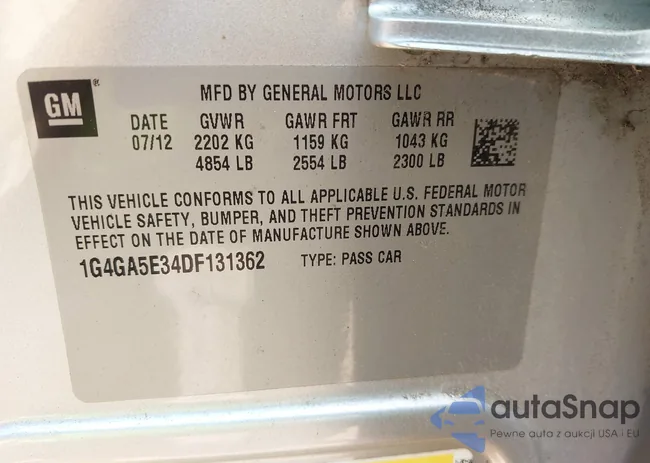 GM®
MFD BY GENERAL MOTORS LLC
DATE GVWR GAWR FRT GAWR RR
07/12 2202 KG 1159 KG 1043 KG
4854 LB 2554 LB 2300 LB
THIS VEHICLE CONFORMS TO ALL APPLICABLE U.S. FEDERAL MOTOR
VEHICLE SAFETY, BUMPER, AND THEFT PREVENTION STANDARDS IN
EFFECT ON THE DATE OF MANUFACTURE SHOWN ABOVE.
1G4GA5E34DF131362 TYPE: PASS CAR
autaSnap
Pewne auta z aukcji USA i EU